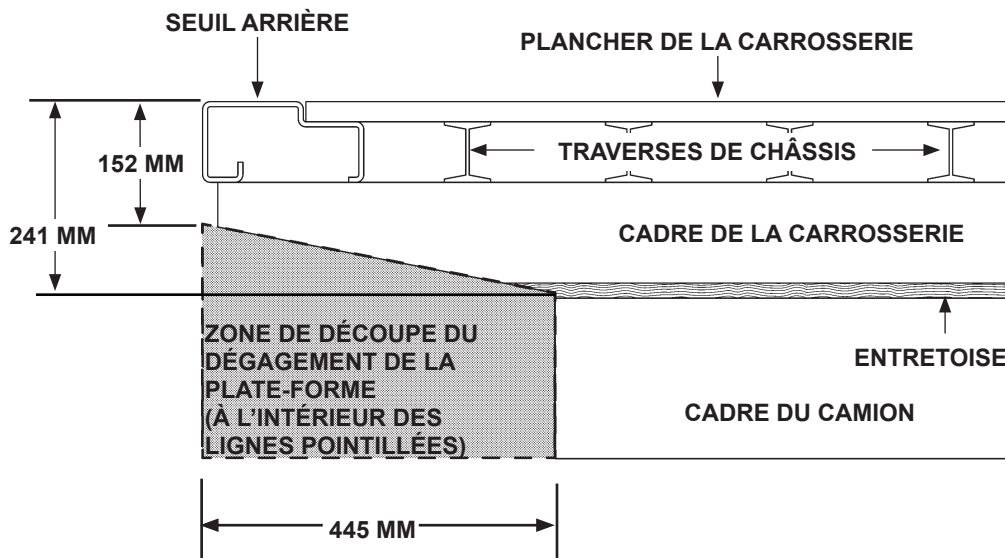 SEUIL ARRIÈRE
PLANCHER DE LA CARROSSERIE
152 MM
TRAVERSES DE CHÂSSIS
241 MM
CADRE DE LA CARROSSERIE
ZONE DE DÉCOUPE DU
DÉGAGEMENT DE LA
PLATE-FORME
(À L’INTÉRIEUR DES
LIGNES POINTILLÉES)
ENTRETOISE
CADRE DU CAMION
445 MM